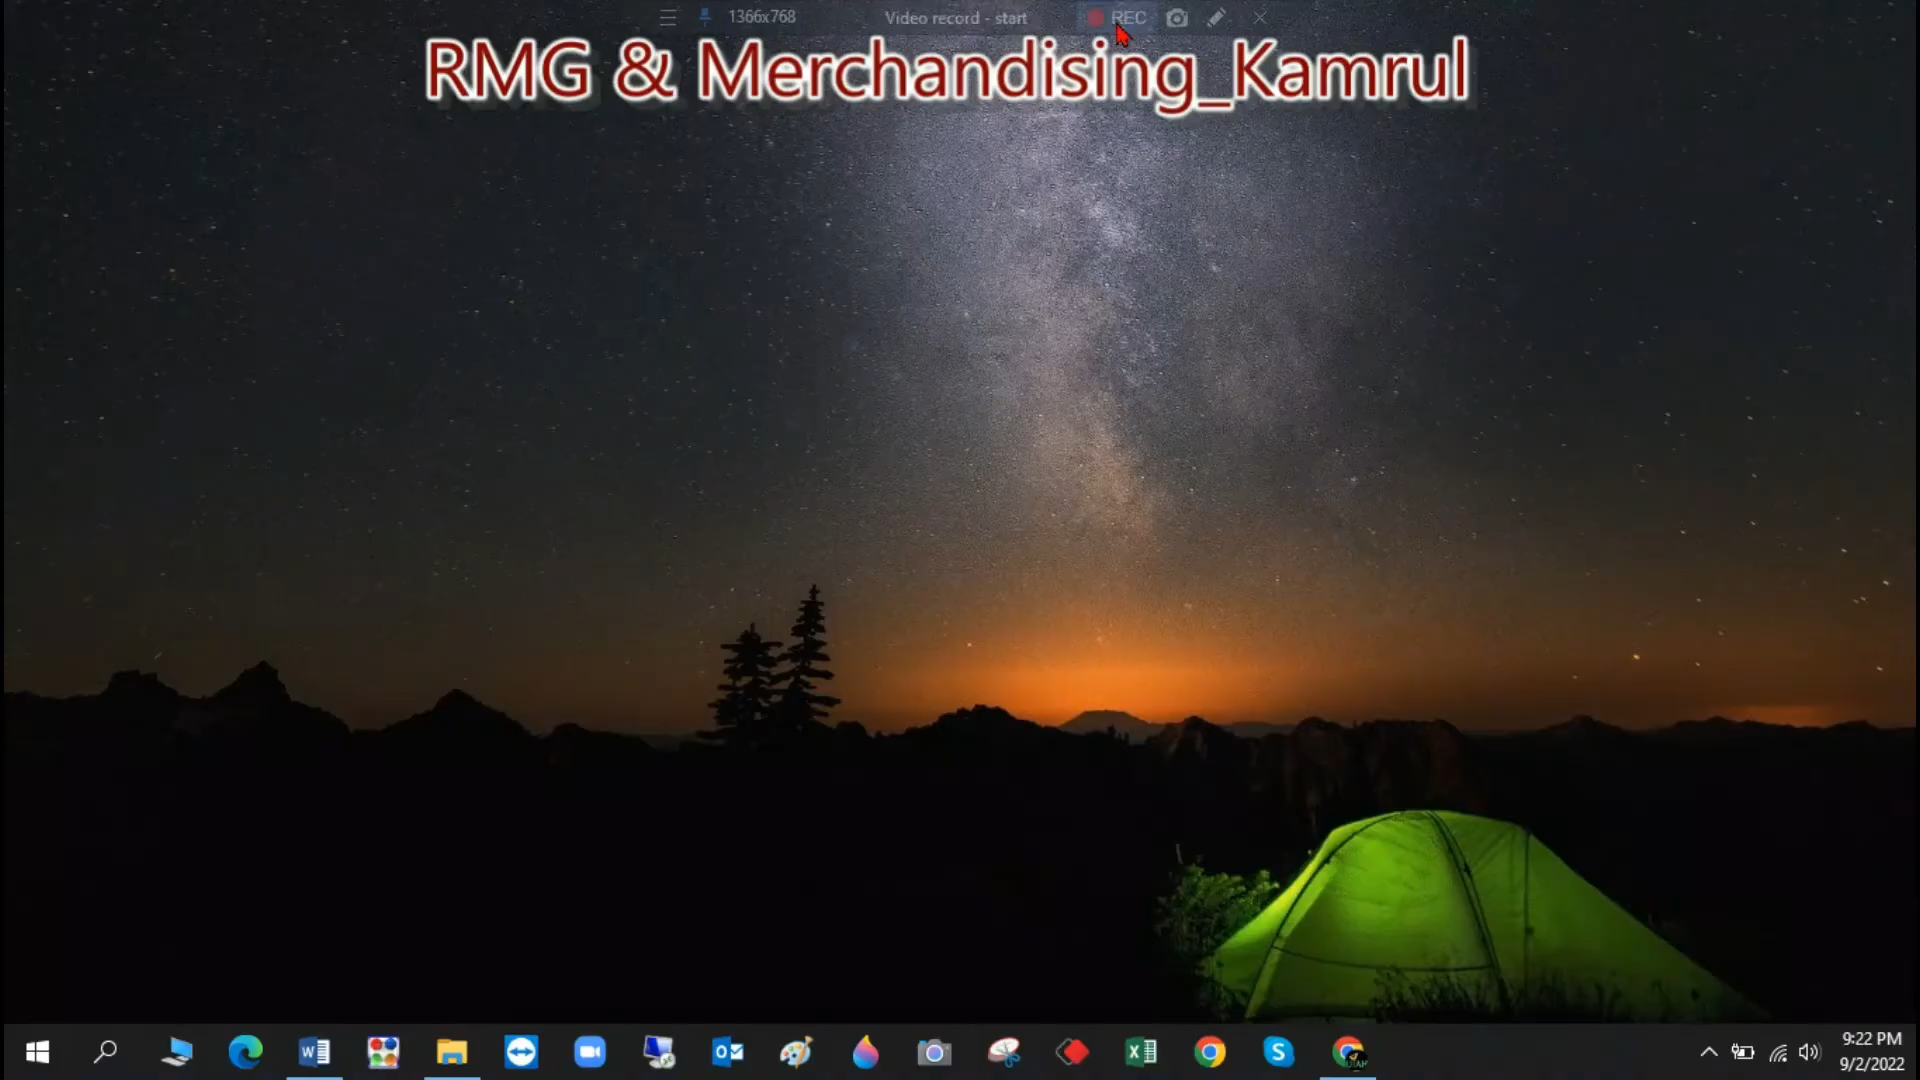 1366x768 Video record - start REC
RMG & Merchandising_Kamrul
9:22 PM
9/2/2022